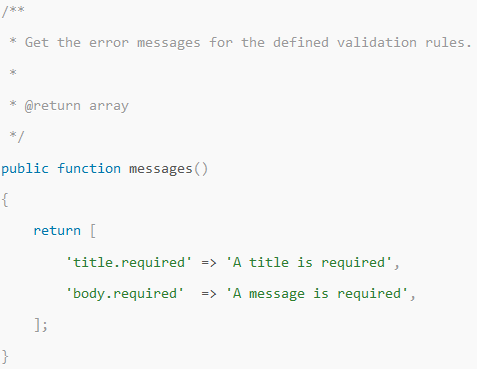 /**
 * Get the error messages for the defined validation rules.
 *
 * @return array
 */
public function messages()
{
    return [
        'title.required' => 'A title is required',
        'body.required'  => 'A message is required',
    ];
}